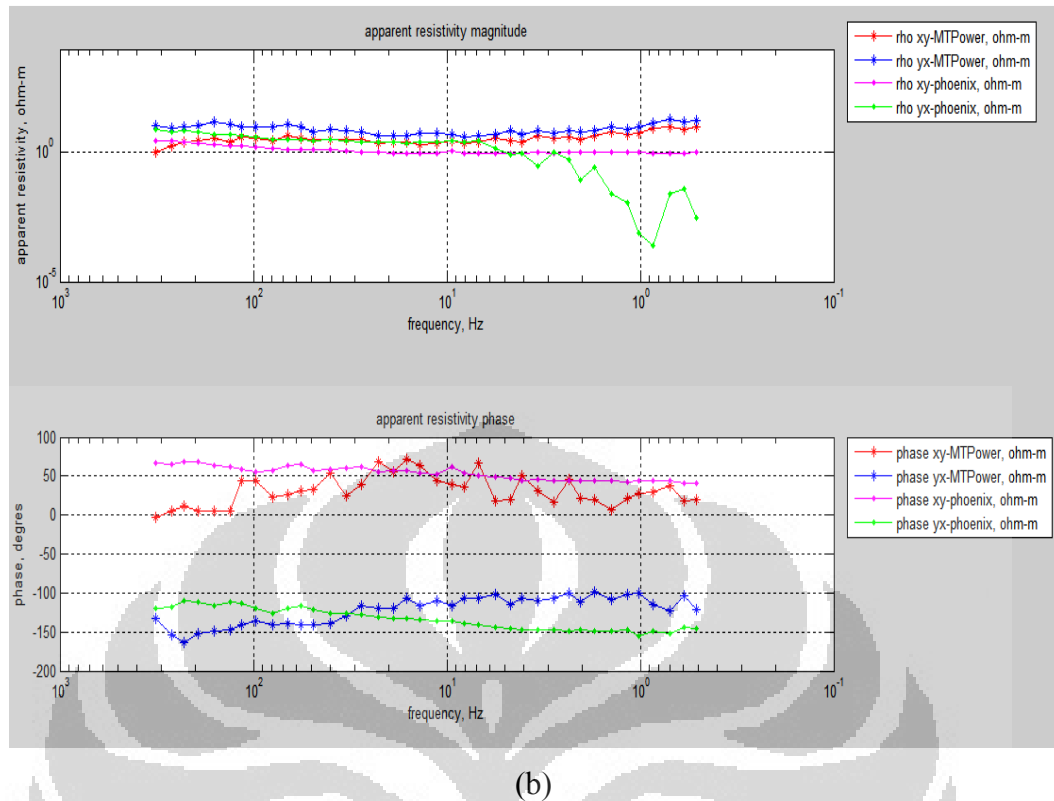 apparent resistivity magnitude
rho xy-MTPower, ohm-m
rho yx-MTPower, ohm-m
rho xy-phoenix, ohm-m
rho yx-phoenix, ohm-m
apparent resistivity, ohm-m
10^0
10^-5
10^3 10^2 10^1 10^0 10^-1
frequency, Hz
apparent resistivity phase
phase xy-MTPower, ohm-m
phase yx-MTPower, ohm-m
phase xy-phoenix, ohm-m
phase yx-phoenix, ohm-m
phase, degres
100
50
0
-50
-100
-150
-200
10^3 10^2 10^1 10^0 10^-1
frequency, Hz
(b)